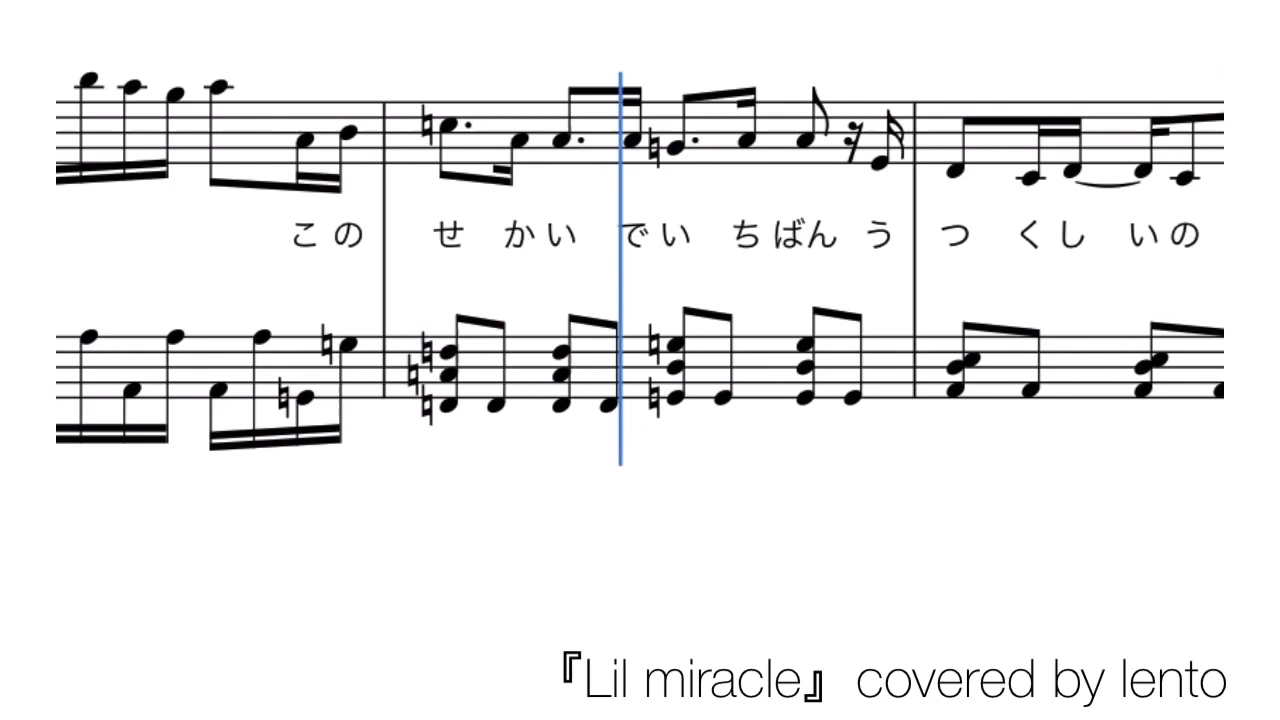 この せ かい でい ち ばん う つ くし いの
『Lil miracle』 covered by lento